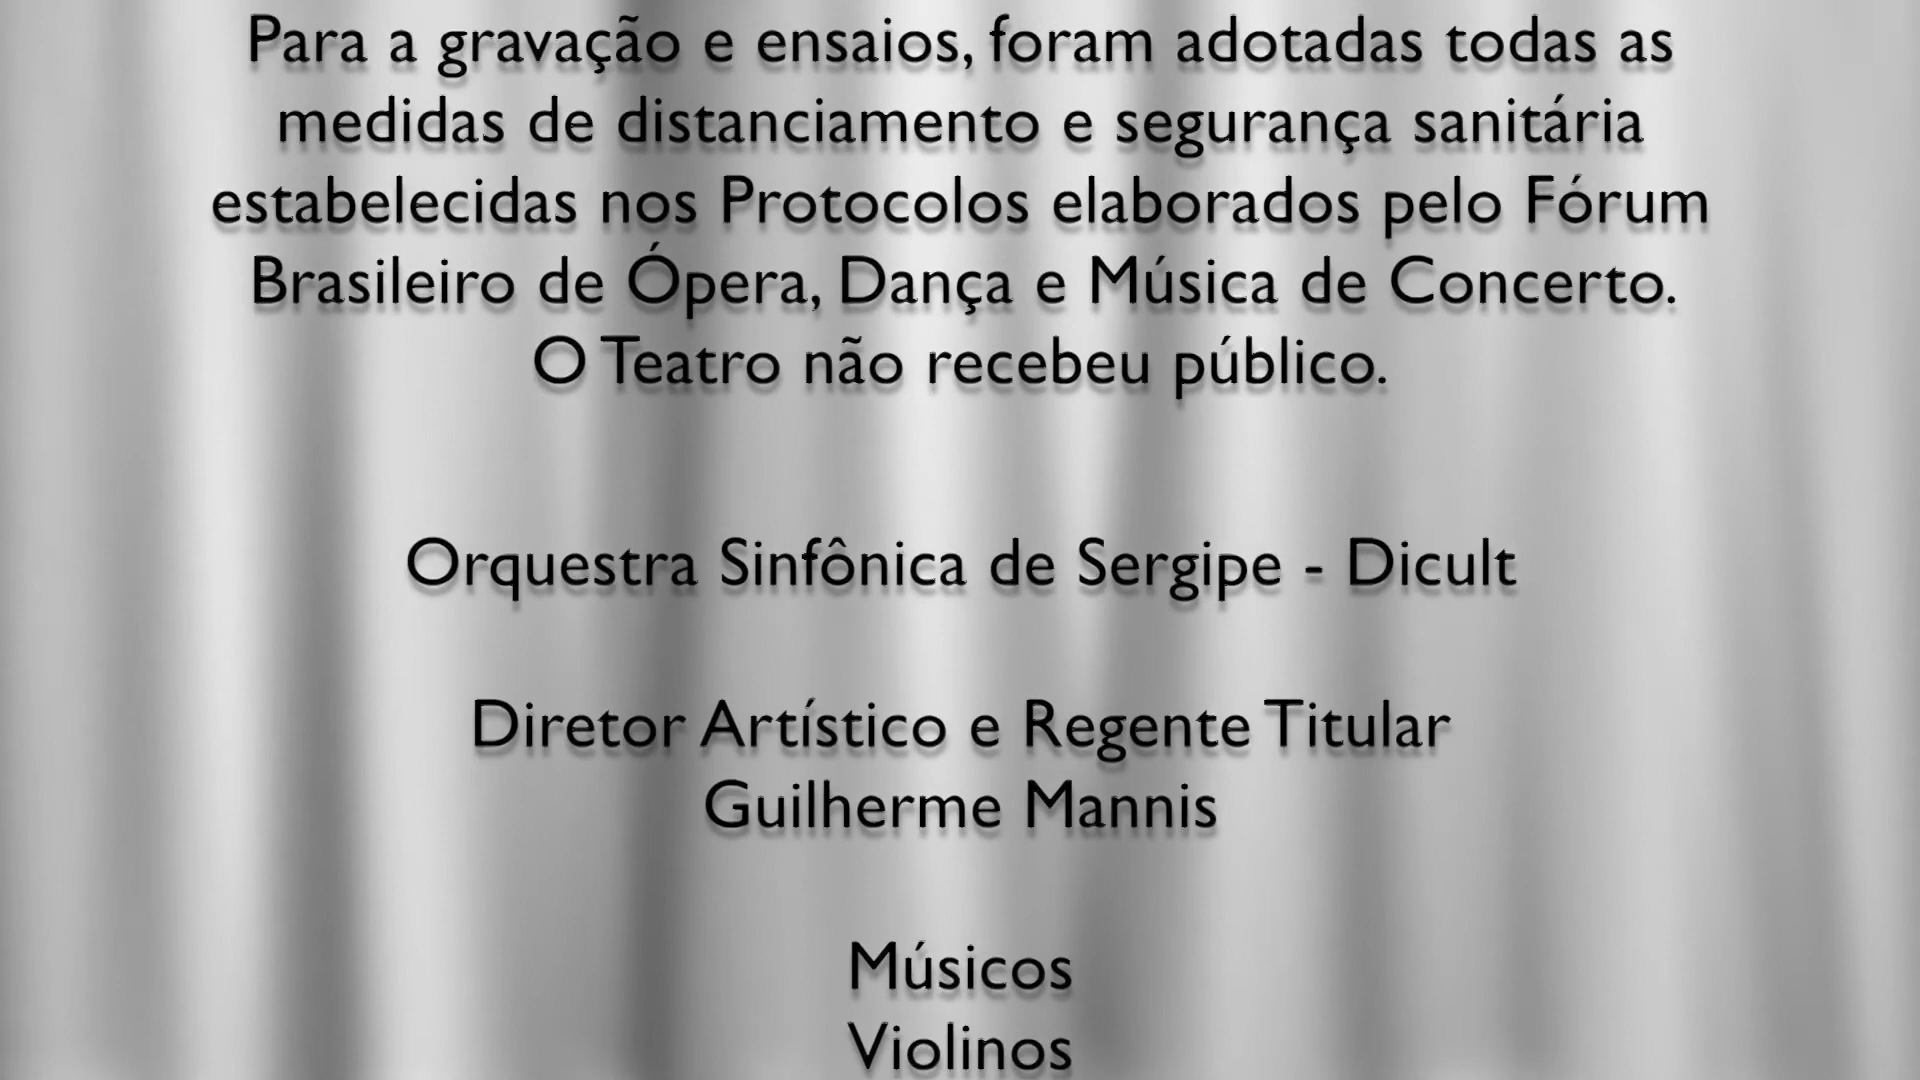 Para a gravação e ensaios, foram adotadas todas as
medidas de distanciamento e segurança sanitária
estabelecidas nos Protocolos elaborados pelo Fórum
Brasileiro de Ópera, Dança e Música de Concerto.
O Teatro não recebeu público.
Orquestra Sinfônica de Sergipe - Dicult
Diretor Artístico e Regente Titular
Guilherme Mannis
Músicos
Violinos